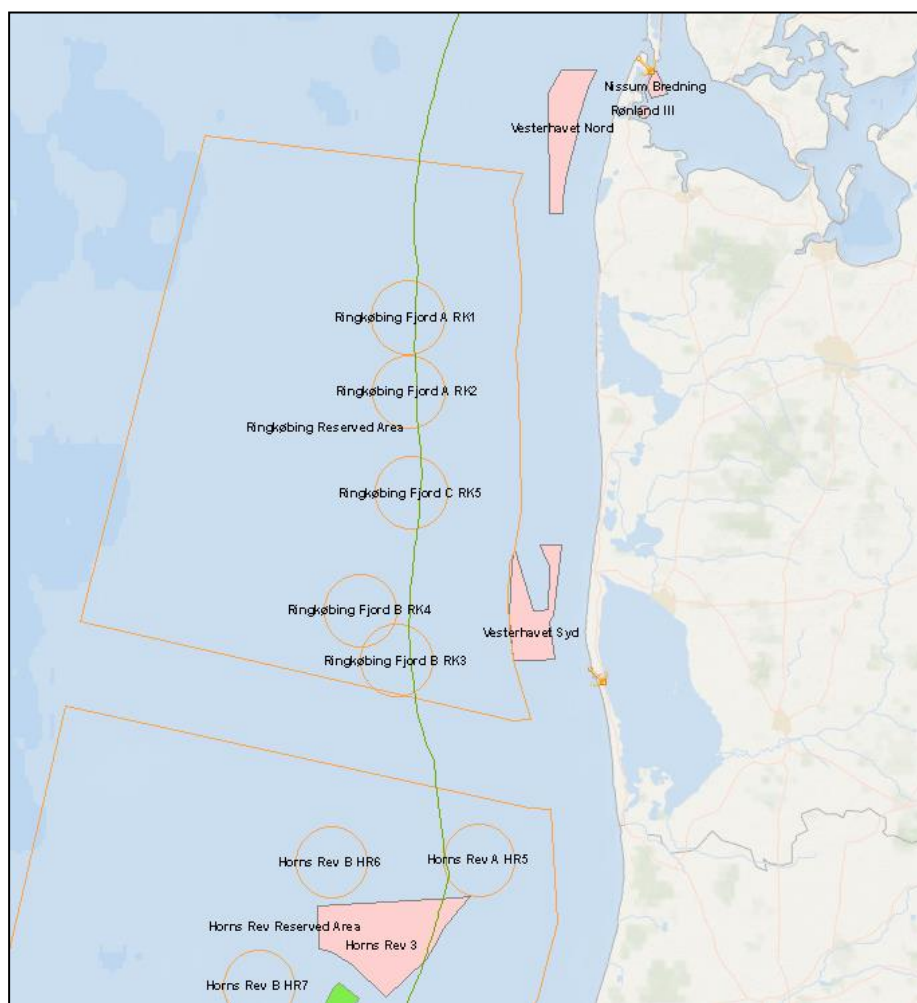 Nissum Bredning
Rønland III
Vesterhavet Nord
Ringkøbing Fjord A RK1
Ringkøbing Fjord A RK2
Ringkøbing Reserved Area
Ringkøbing Fjord C RK5
Ringkøbing Fjord B RK4
Vesterhavet Syd
Ringkøbing Fjord B RK3
Horns Rev B HR6
Horns Rev A HR5
Horns Rev Reserved Area
Horns Rev 3
Horns Rev B HR7